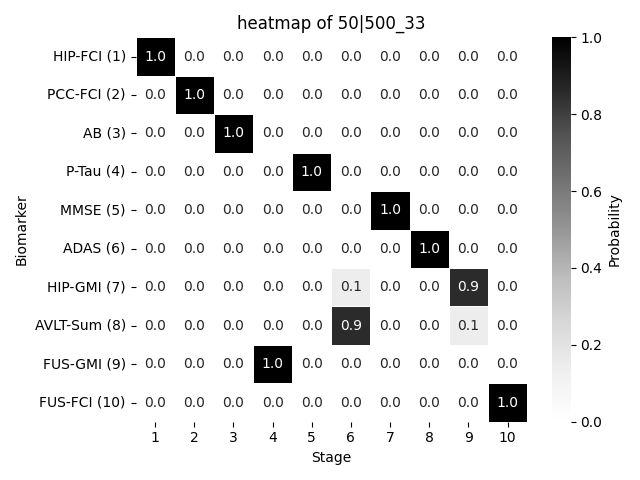 heatmap of 50|500_33
HIP-FCI (1) 1.0 0.0 0.0 0.0 0.0 0.0 0.0 0.0 0.0 0.0
PCC-FCI (2) 0.0 1.0 0.0 0.0 0.0 0.0 0.0 0.0 0.0 0.0
AB (3) 0.0 0.0 1.0 0.0 0.0 0.0 0.0 0.0 0.0 0.0
P-Tau (4) 0.0 0.0 0.0 0.0 1.0 0.0 0.0 0.0 0.0 0.0
MMSE (5) 0.0 0.0 0.0 0.0 0.0 0.0 1.0 0.0 0.0 0.0
ADAS (6) 0.0 0.0 0.0 0.0 0.0 0.0 0.0 1.0 0.0 0.0
HIP-GMI (7) 0.0 0.0 0.0 0.0 0.0 0.1 0.0 0.0 0.9 0.0
AVLT-Sum (8) 0.0 0.0 0.0 0.0 0.0 0.9 0.0 0.0 0.1 0.0
FUS-GMI (9) 0.0 0.0 0.0 1.0 0.0 0.0 0.0 0.0 0.0 0.0
FUS-FCI (10) 0.0 0.0 0.0 0.0 0.0 0.0 0.0 0.0 0.0 1.0
1 2 3 4 5 6 7 8 9 10
Stage
Biomarker
1.0
0.8
0.6
0.4
0.2
0.0
Probability